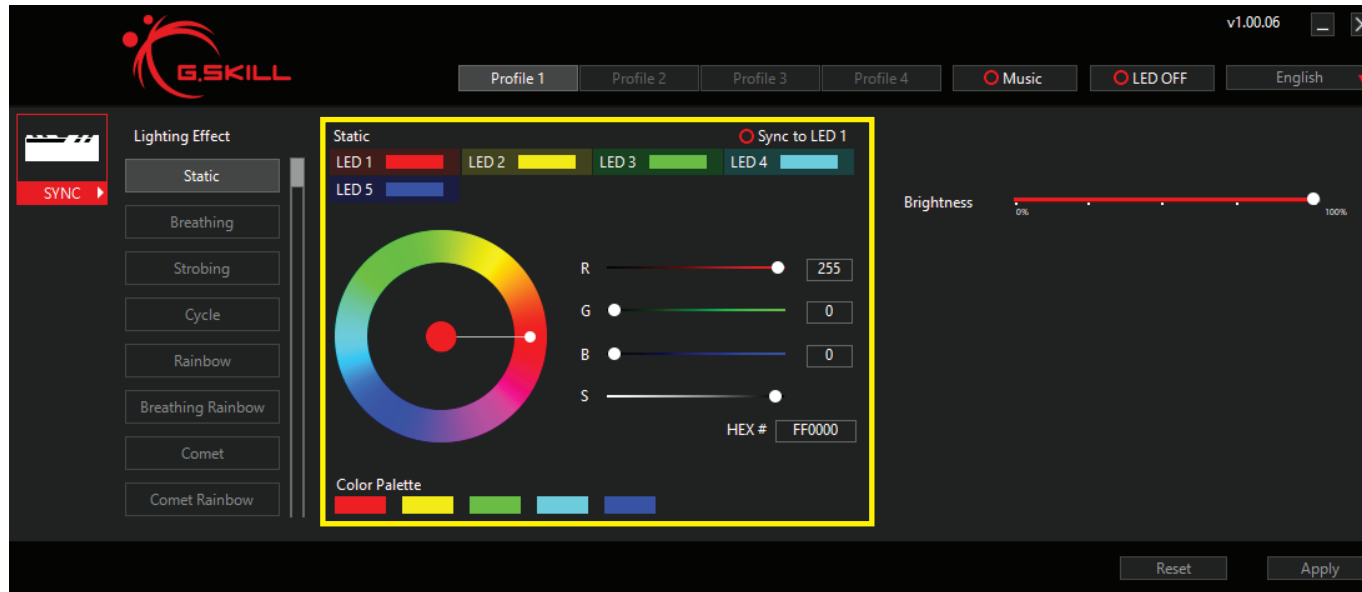 v1.00.06
G.SKILL
Profile 1 Profile 2 Profile 3 Profile 4 Music LED OFF English
SYNC
Lighting Effect
Static
Breathing
Strobing
Cycle
Rainbow
Breathing Rainbow
Comet
Comet Rainbow
Static Sync to LED 1
LED 1 LED 2 LED 3 LED 4
LED 5
R 255
G 0
B 0
S
HEX # FF0000
Color Palette
Brightness 0% 100%
Reset Apply